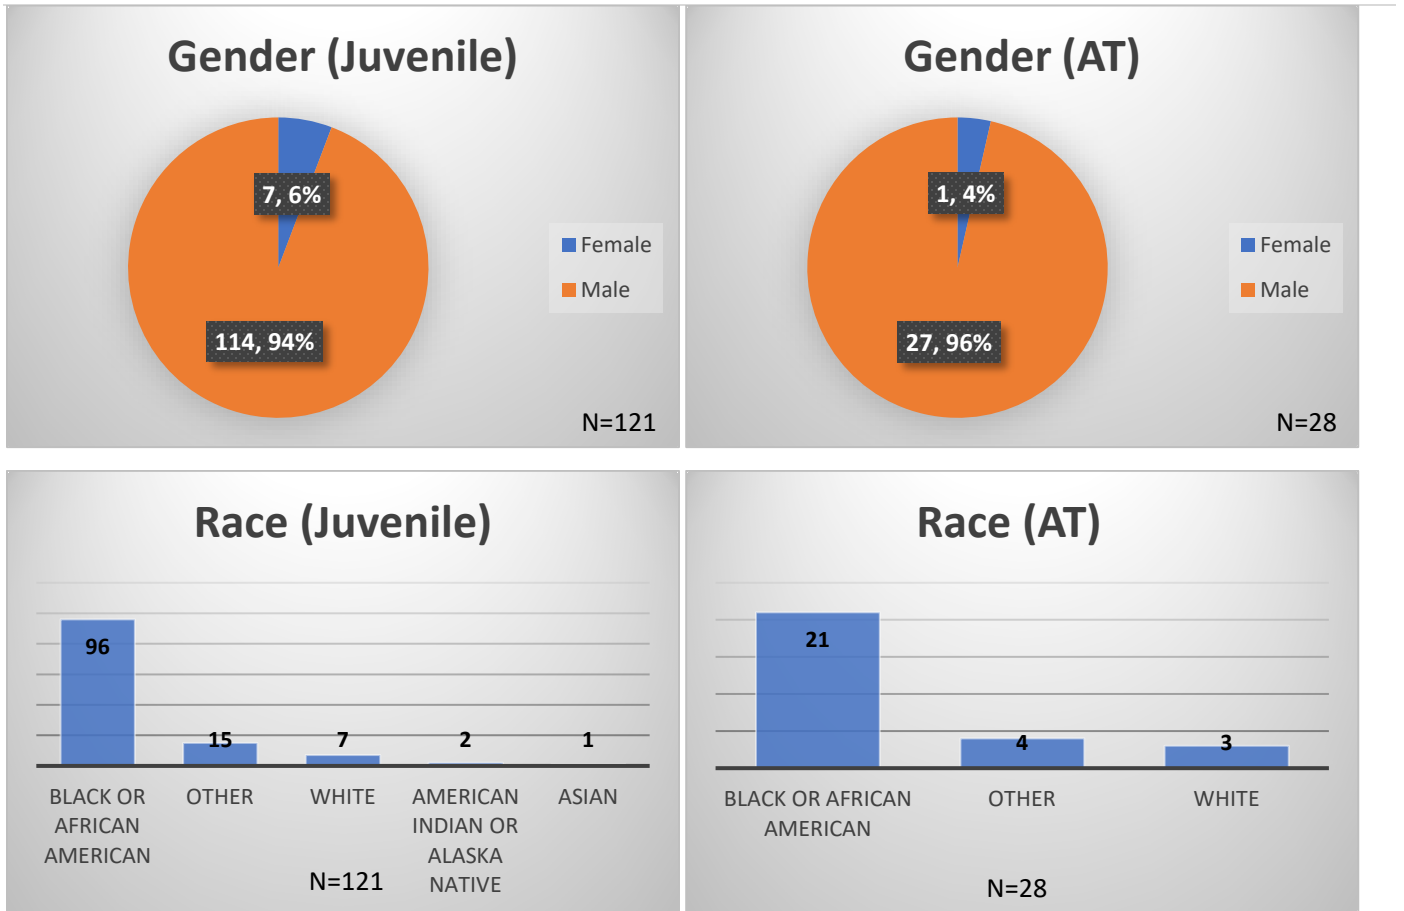 Gender (Juvenile)
7, 6%
114, 94%
Female
Male
N=121
Gender (AT)
1, 4%
27, 96%
Female
Male
N=28
Race (Juvenile)
96
15
7
2
1
BLACK OR
AFRICAN
AMERICAN
OTHER
WHITE
AMERICAN
INDIAN OR
ALASKA
NATIVE
ASIAN
N=121
Race (AT)
21
4
3
BLACK OR AFRICAN
AMERICAN
OTHER
WHITE
N=28